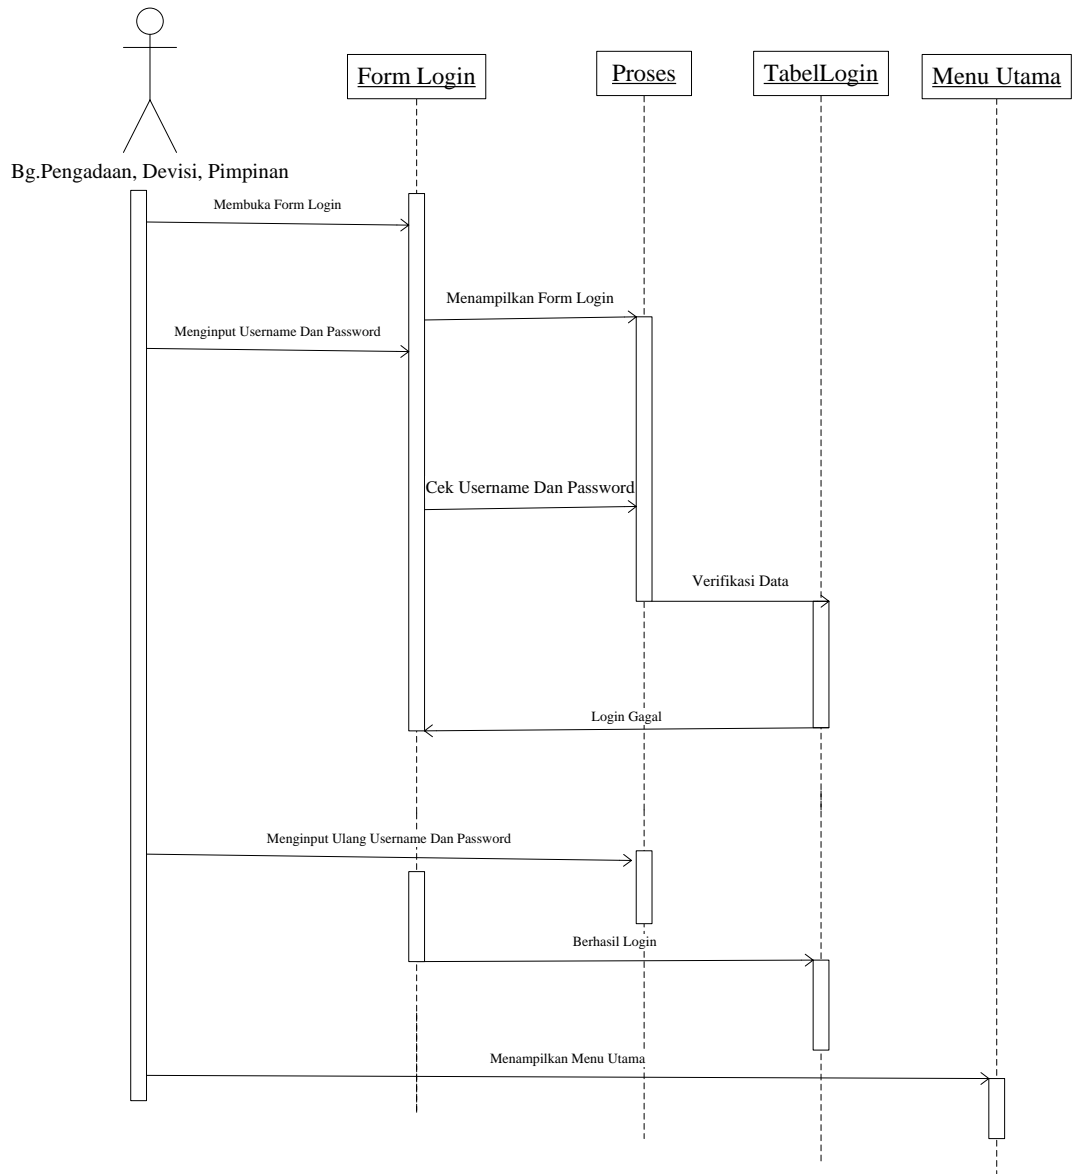 Form Login
Proses
TabelLogin
Menu Utama
Bg.Pengadaan, Devisi, Pimpinan
Membuka Form Login
Menampilkan Form Login
Menginput Username Dan Password
Cek Username Dan Password
Verifikasi Data
Login Gagal
Menginput Ulang Username Dan Password
Berhasil Login
Menampilkan Menu Utama